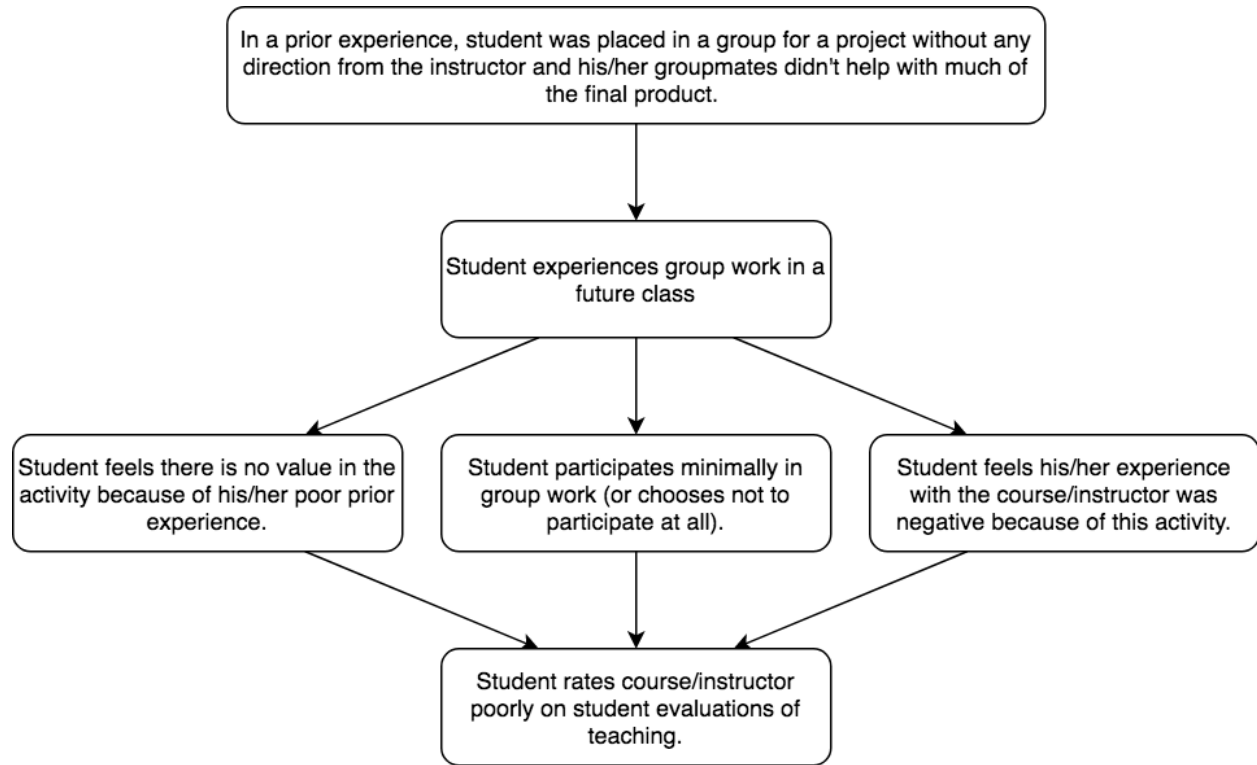 In a prior experience, student was placed in a group for a project without any
direction from the instructor and his/her groupmates didn't help with much of
the final product.
Student experiences group work in a
future class
Student feels there is no value in the
activity because of his/her poor prior
experience.
Student participates minimally in
group work (or chooses not to
participate at all).
Student feels his/her experience
with the course/instructor was
negative because of this activity.
Student rates course/instructor
poorly on student evaluations of
teaching.